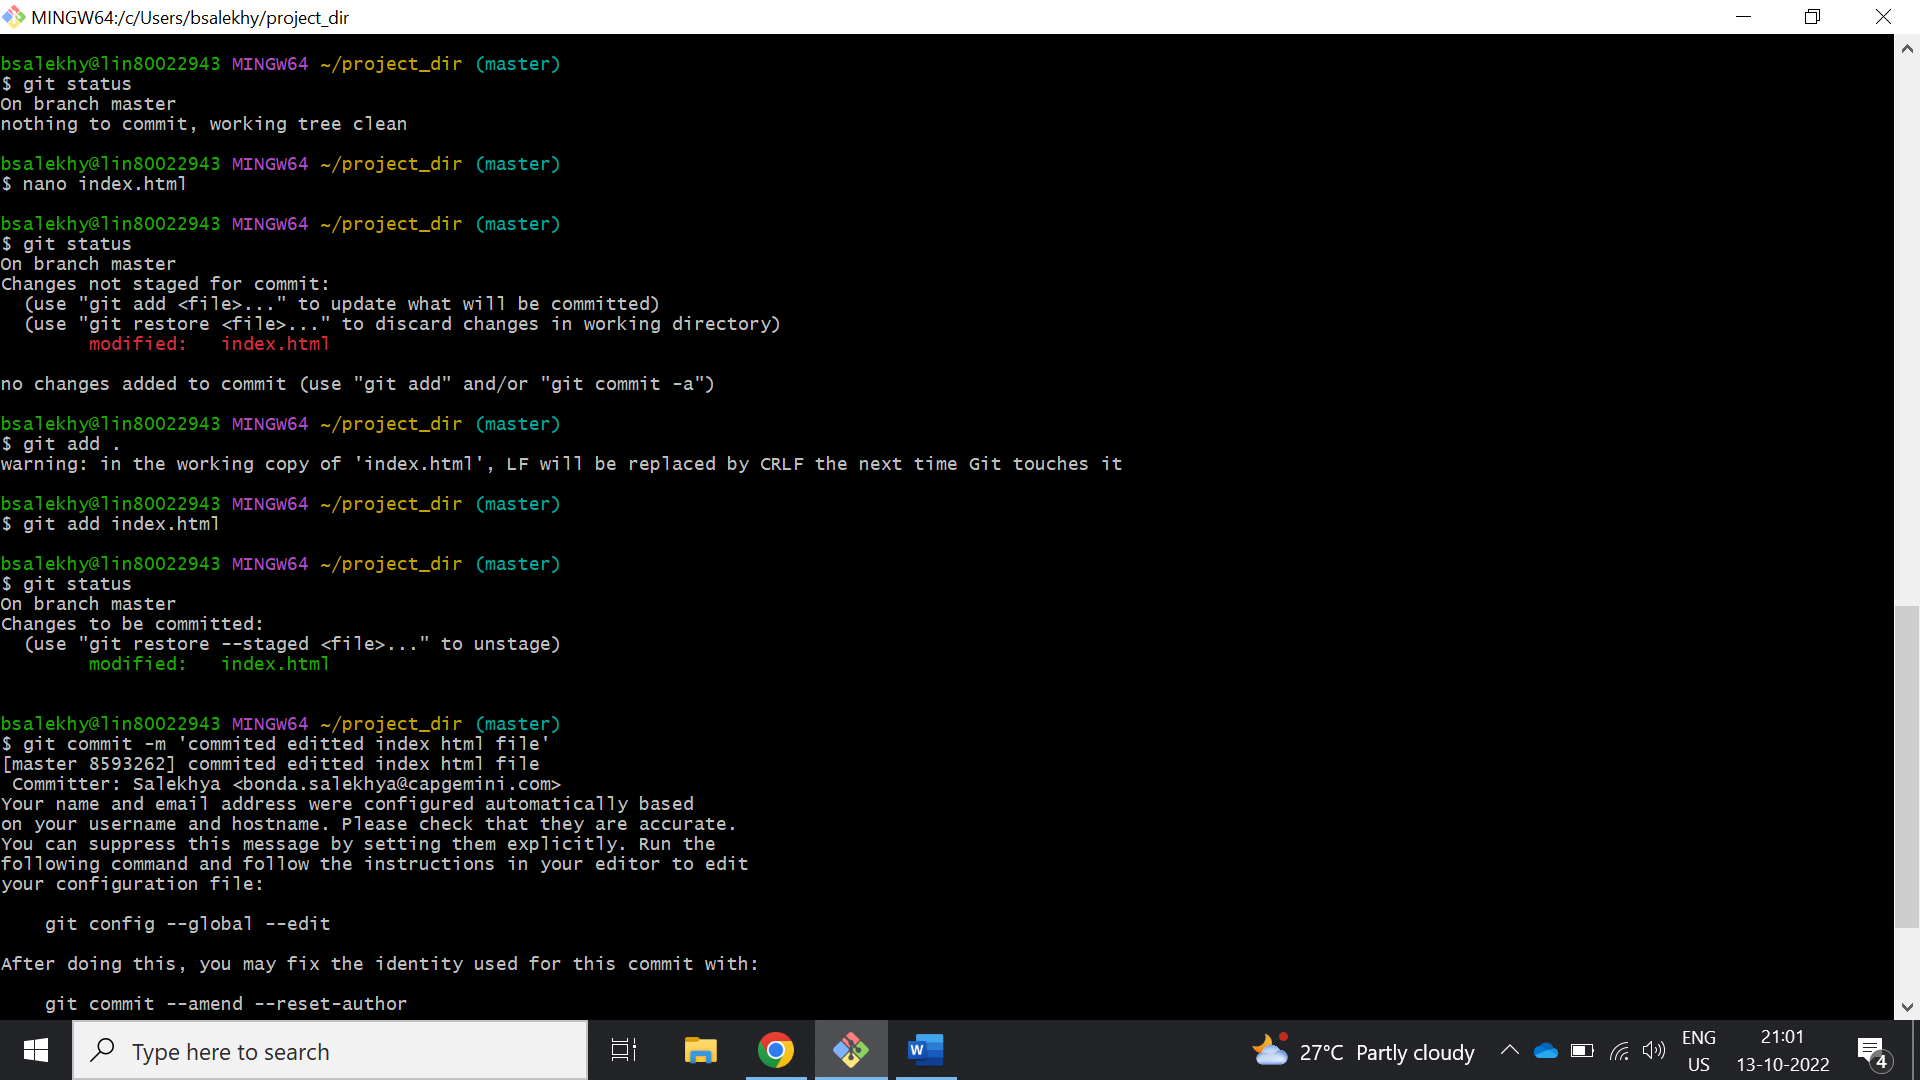 MINGW64:/c/Users/bsalekhy/project_dir
bsalekhy@lin80022943 MINGW64 ~/project_dir (master)
$ git status
On branch master
nothing to commit, working tree clean
bsalekhy@lin80022943 MINGW64 ~/project_dir (master)
$ nano index.html
bsalekhy@lin80022943 MINGW64 ~/project_dir (master)
$ git status
On branch master
Changes not staged for commit:
  (use "git add <file>..." to update what will be committed)
  (use "git restore <file>..." to discard changes in working directory)
        modified:   index.html
no changes added to commit (use "git add" and/or "git commit -a")
bsalekhy@lin80022943 MINGW64 ~/project_dir (master)
$ git add .
warning: in the working copy of 'index.html', LF will be replaced by CRLF the next time Git touches it
bsalekhy@lin80022943 MINGW64 ~/project_dir (master)
$ git add index.html
bsalekhy@lin80022943 MINGW64 ~/project_dir (master)
$ git status
On branch master
Changes to be committed:
  (use "git restore --staged <file>..." to unstage)
        modified:   index.html
bsalekhy@lin80022943 MINGW64 ~/project_dir (master)
$ git commit -m 'commited editted index html file'
[master 8593262] commited editted index html file
 Committer: Salekhya <bonda.salekhya@capgemini.com>
Your name and email address were configured automatically based
on your username and hostname. Please check that they are accurate.
You can suppress this message by setting them explicitly. Run the
following command and follow the instructions in your editor to edit
your configuration file:
    git config --global --edit
After doing this, you may fix the identity used for this commit with:
    git commit --amend --reset-author
Type here to search
W
27°C Partly cloudy
ENG
US
21:01
13-10-2022
4